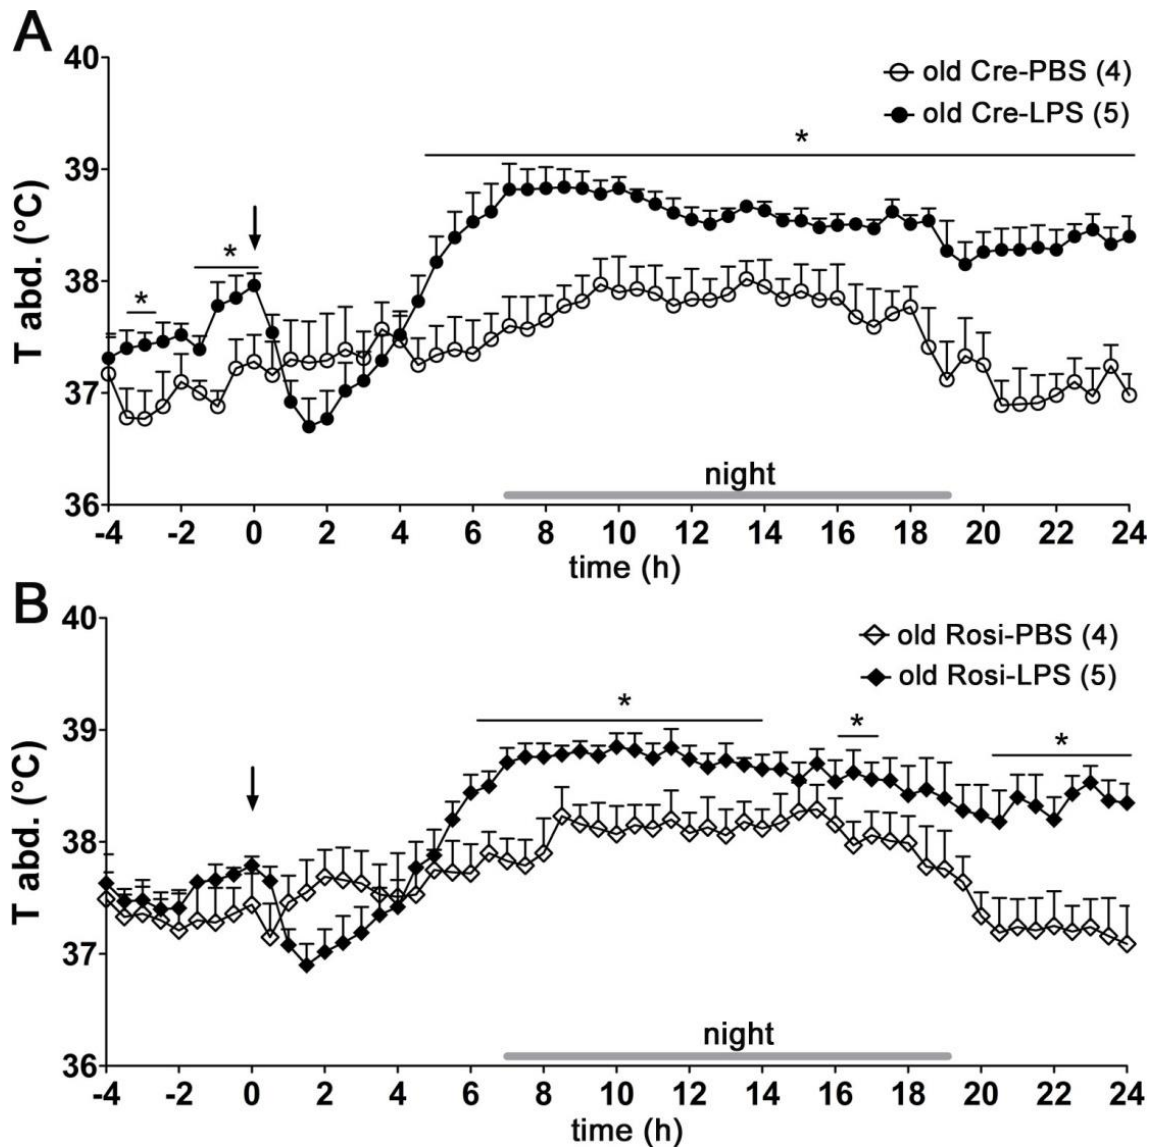 A
40
old Cre-PBS (4)
old Cre-LPS (5)
*
39
*
*
38
37
36
T abd. (°C)
night
-4 -2 0 2 4 6 8 10 12 14 16 18 20 22 24
time (h)
B
40
old Rosi-PBS (4)
old Rosi-LPS (5)
*
*
*
39
38
37
36
T abd. (°C)
night
-4 -2 0 2 4 6 8 10 12 14 16 18 20 22 24
time (h)